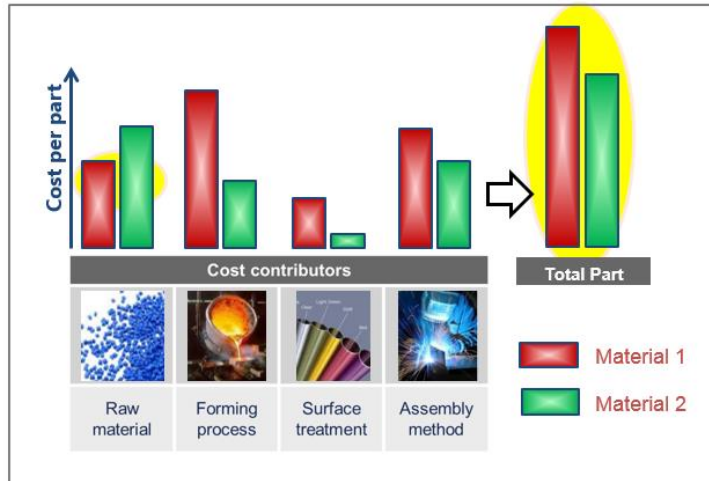 Cost per part
Cost contributors
Total Part
Raw
material
Forming
process
Surface
treatment
Assembly
method
Material 1
Material 2